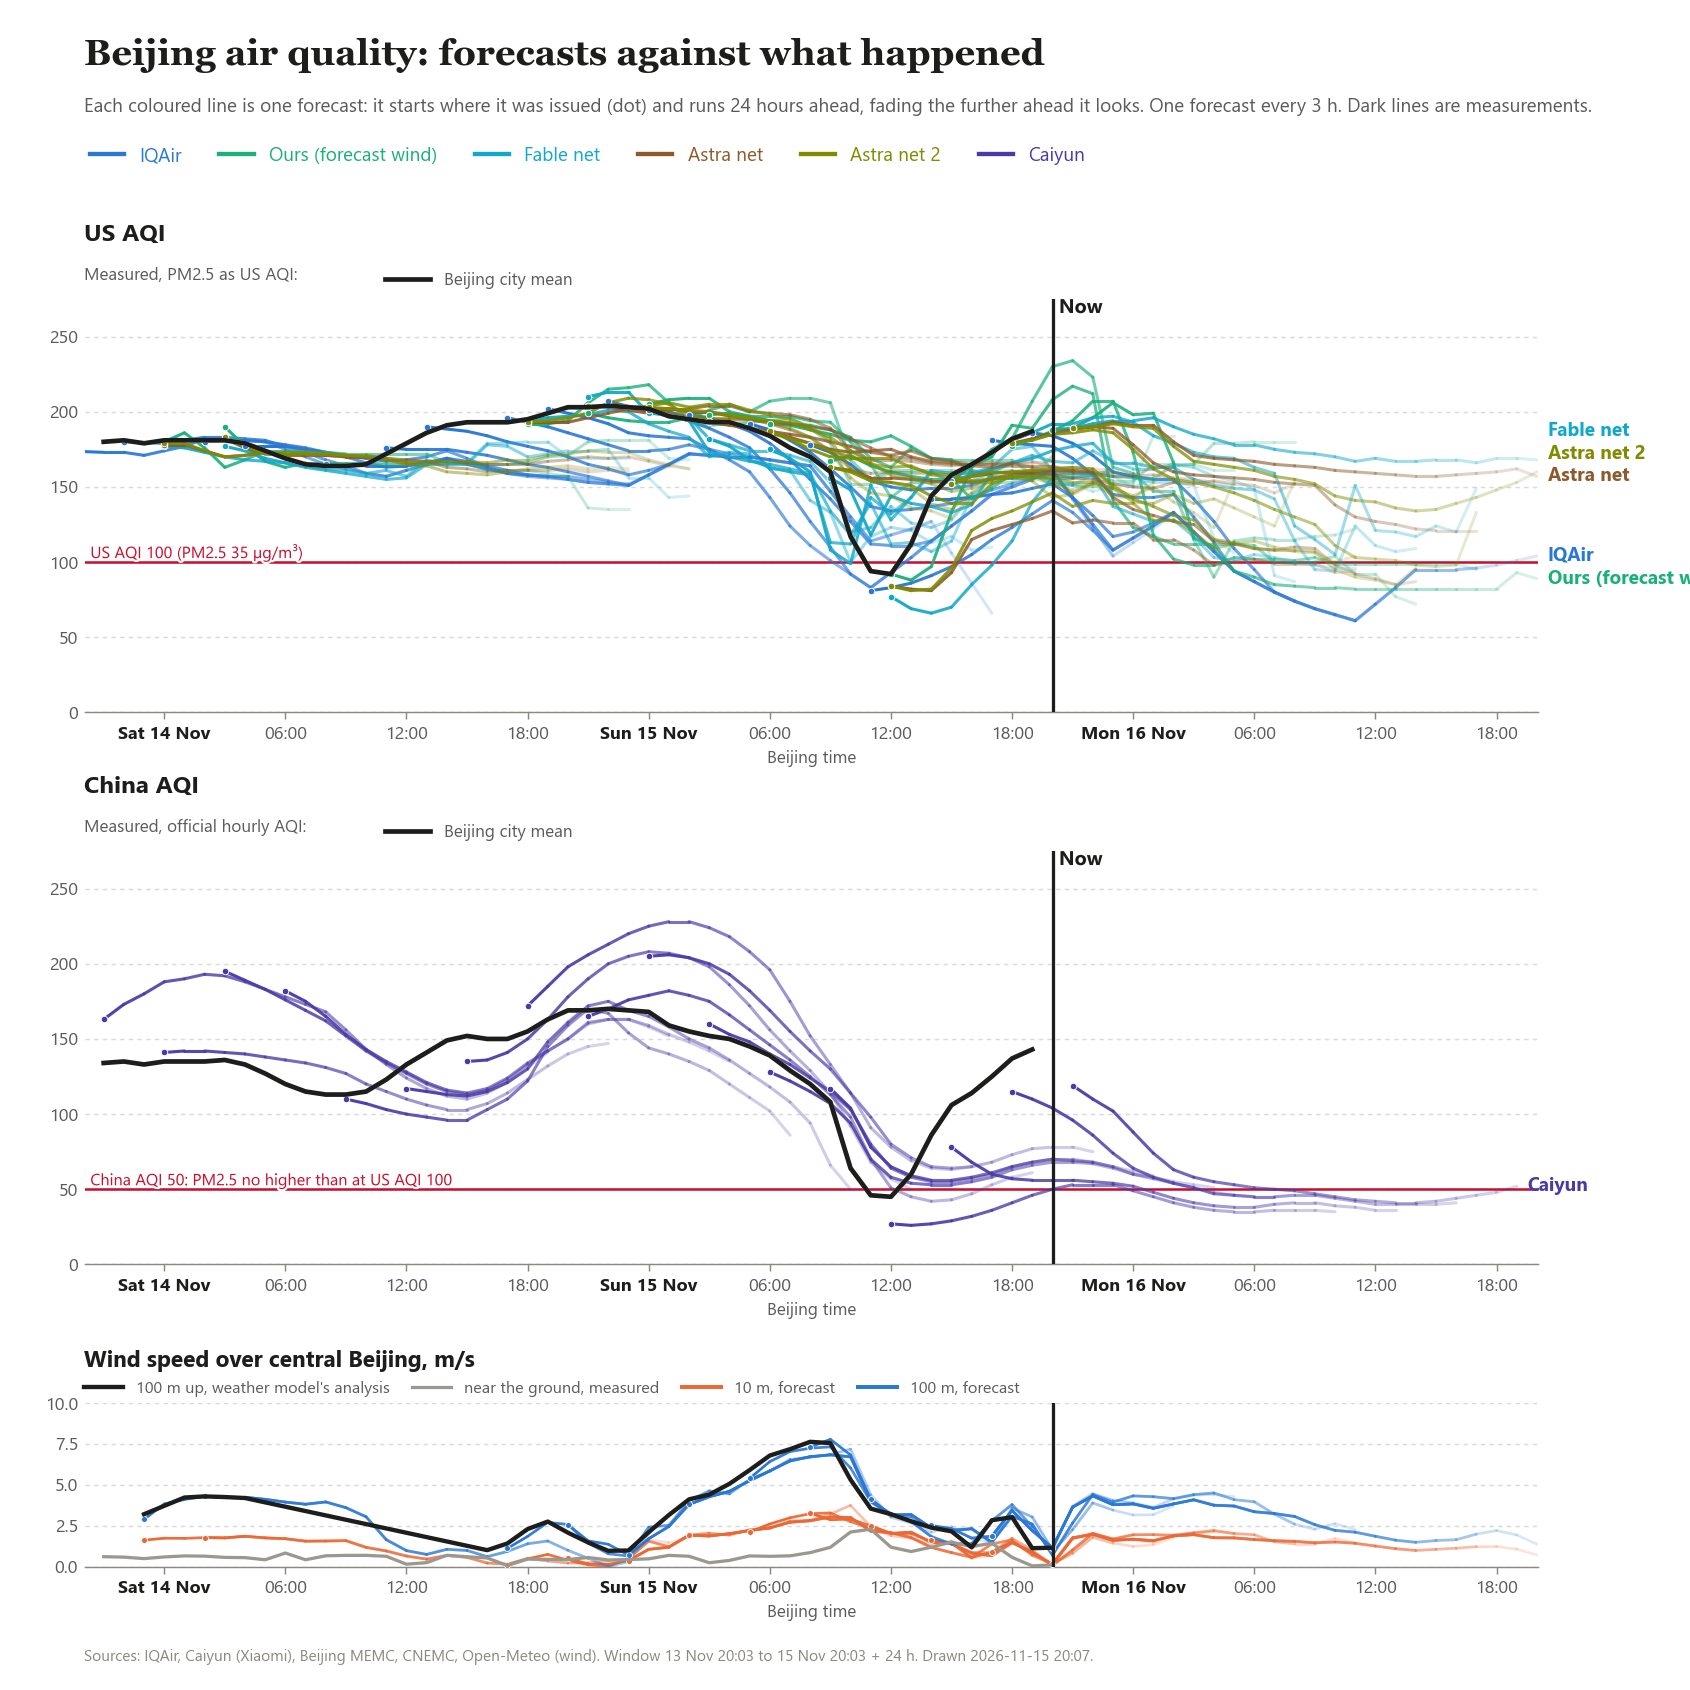 Beijing air quality: forecasts against what happened
Each coloured line is one forecast: it starts where it was issued (dot) and runs 24 hours ahead, fading the further ahead it looks. One forecast every 3 h. Dark lines are measurements.
IQAir Ours (forecast wind) Fable net Astra net Astra net 2 Caiyun
US AQI
Measured, PM2.5 as US AQI: Beijing city mean
Now
250
200
150
100
50
0
US AQI 100 (PM2.5 35 µg/m³)
Fable net
Astra net 2
Astra net
IQAir
Ours (forecast w
Sat 14 Nov 06:00 12:00 18:00 Sun 15 Nov 06:00 12:00 18:00 Mon 16 Nov 06:00 12:00 18:00
Beijing time
China AQI
Measured, official hourly AQI: Beijing city mean
Now
250
200
150
100
50
0
China AQI 50: PM2.5 no higher than at US AQI 100
Caiyun
Sat 14 Nov 06:00 12:00 18:00 Sun 15 Nov 06:00 12:00 18:00 Mon 16 Nov 06:00 12:00 18:00
Beijing time
Wind speed over central Beijing, m/s
100 m up, weather model's analysis near the ground, measured 10 m, forecast 100 m, forecast
10.0
7.5
5.0
2.5
0.0
Sat 14 Nov 06:00 12:00 18:00 Sun 15 Nov 06:00 12:00 18:00 Mon 16 Nov 06:00 12:00 18:00
Beijing time
Sources: IQAir, Caiyun (Xiaomi), Beijing MEMC, CNEMC, Open-Meteo (wind). Window 13 Nov 20:03 to 15 Nov 20:03 + 24 h. Drawn 2026-11-15 20:07.